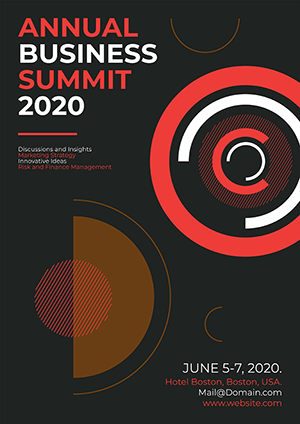 ANNUAL
BUSINESS
SUMMIT
2020
Discussions and Insights
Marketing Strategy
Innovative Ideas
Risk and Finance Management
JUNE 5-7, 2020.
Hotel Boston, Boston, USA.
Mail@Domain.com
www.website.com